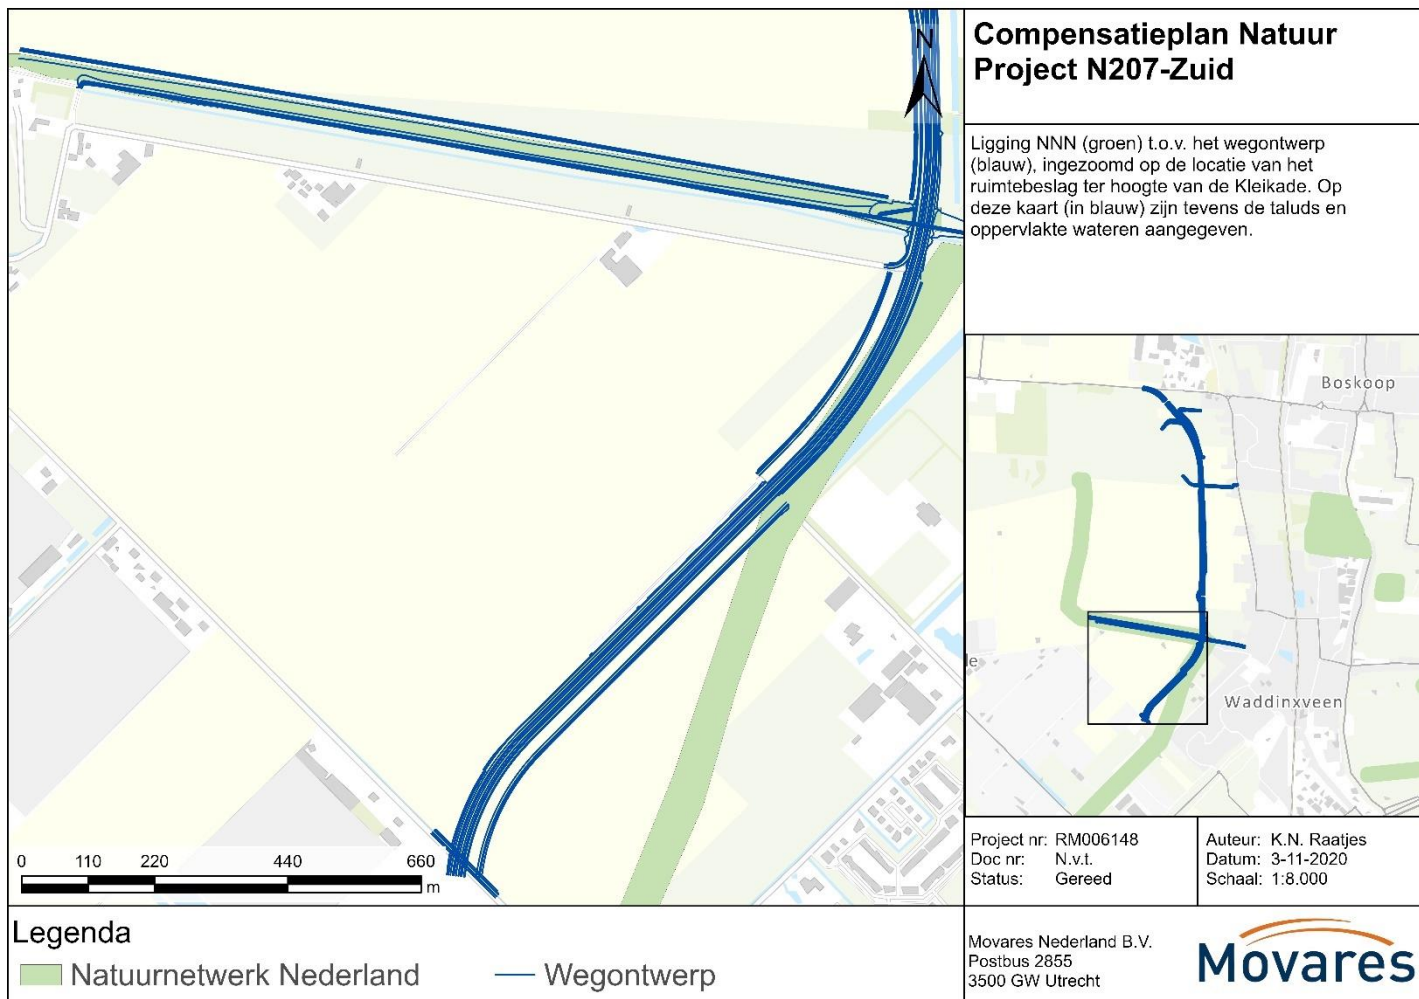 Compensatieplan Natuur
Project N207-Zuid
Ligging NNN (groen) t.o.v. het wegontwerp
(blauw), ingezoomd op de locatie van het
ruimtebeslag ter hoogte van de Kleikade. Op
deze kaart (in blauw) zijn tevens de taluds en
oppervlakte wateren aangegeven.
N
Boskoop
Waddinxveen
le
0 110 220 440 660
m
Project nr: RM006148
Doc nr: N.v.t.
Status: Gereed
Auteur: K.N. Raatjes
Datum: 3-11-2020
Schaal: 1:8.000
Legenda
Natuurnetwerk Nederland
Wegontwerp
Movares Nederland B.V.
Postbus 2855
3500 GW Utrecht
Movares